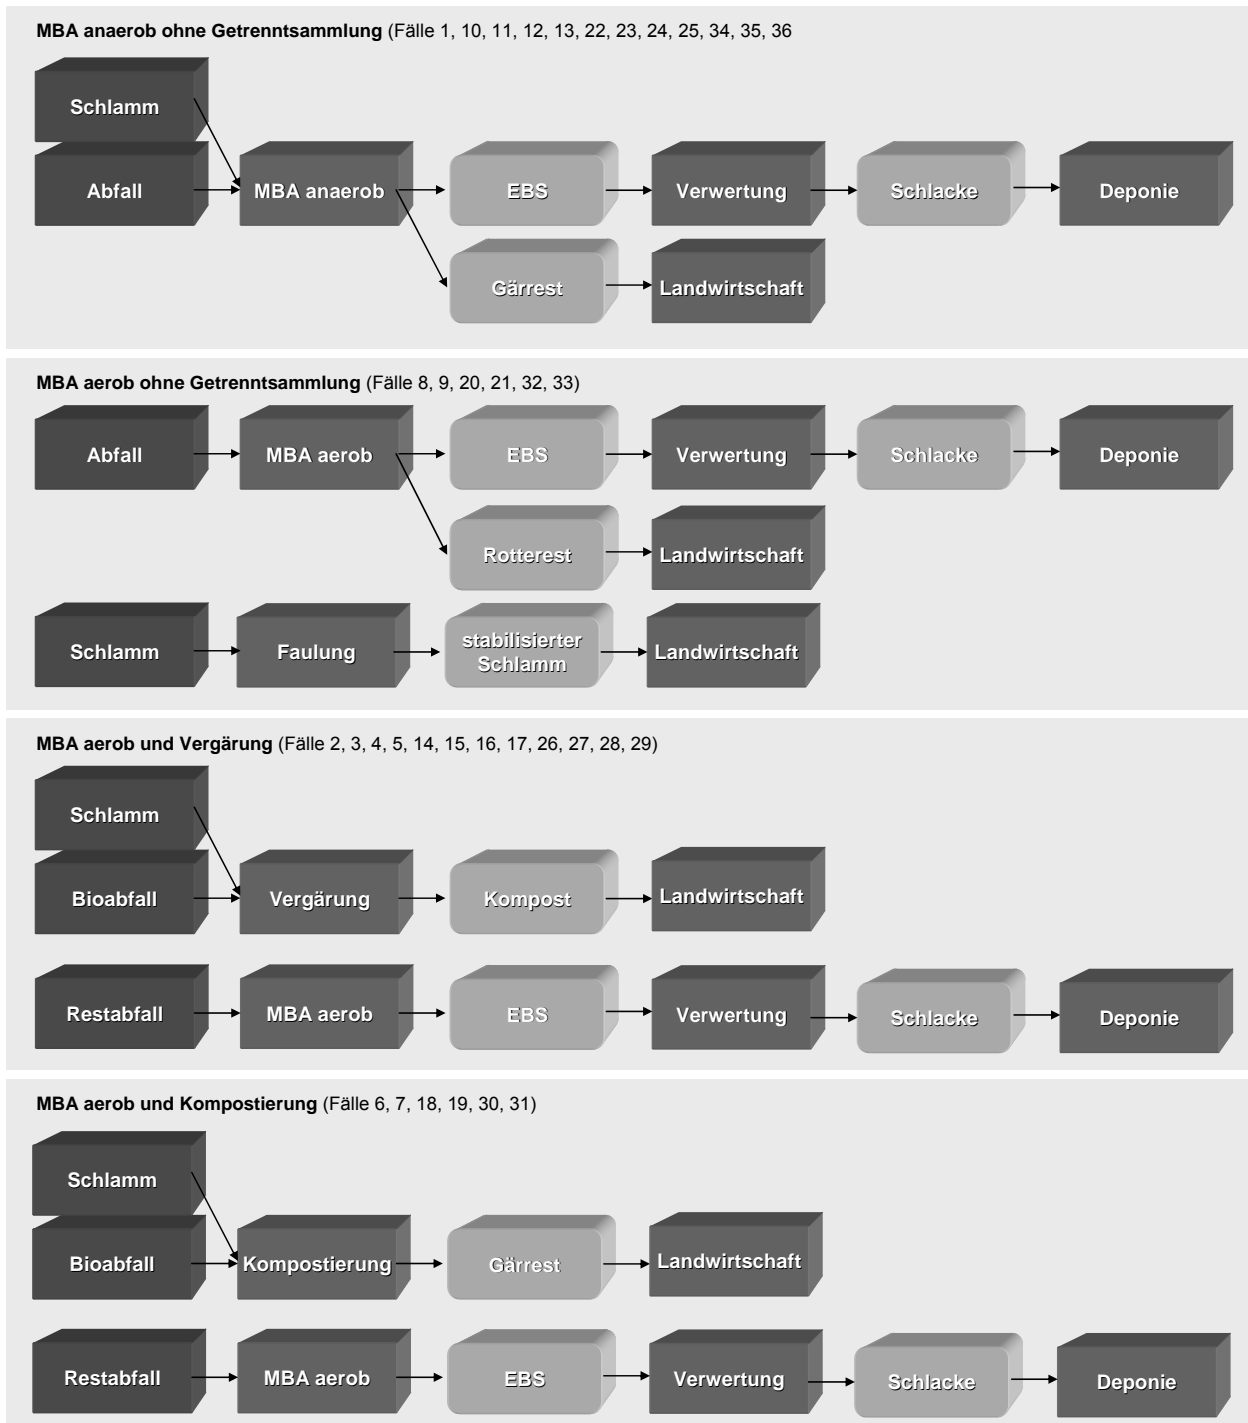 MBA anaerob ohne Getrenntsammlung (Fälle 1, 10, 11, 12, 13, 22, 23, 24, 25, 34, 35, 36
Schlamm
Abfall
MBA anaerob
EBS
Verwertung
Schlacke
Deponie
Gärrest
Landwirtschaft
MBA aerob ohne Getrenntsammlung (Fälle 8, 9, 20, 21, 32, 33)
Abfall
MBA aerob
EBS
Verwertung
Schlacke
Deponie
Rotterest
Landwirtschaft
Schlamm
Faulung
stabilisierter
Schlamm
Landwirtschaft
MBA aerob und Vergärung (Fälle 2, 3, 4, 5, 14, 15, 16, 17, 26, 27, 28, 29)
Schlamm
Bioabfall
Vergärung
Kompost
Landwirtschaft
Restabfall
MBA aerob
EBS
Verwertung
Schlacke
Deponie
MBA aerob und Kompostierung (Fälle 6, 7, 18, 19, 30, 31)
Schlamm
Bioabfall
Kompostierung
Gärrest
Landwirtschaft
Restabfall
MBA aerob
EBS
Verwertung
Schlacke
Deponie